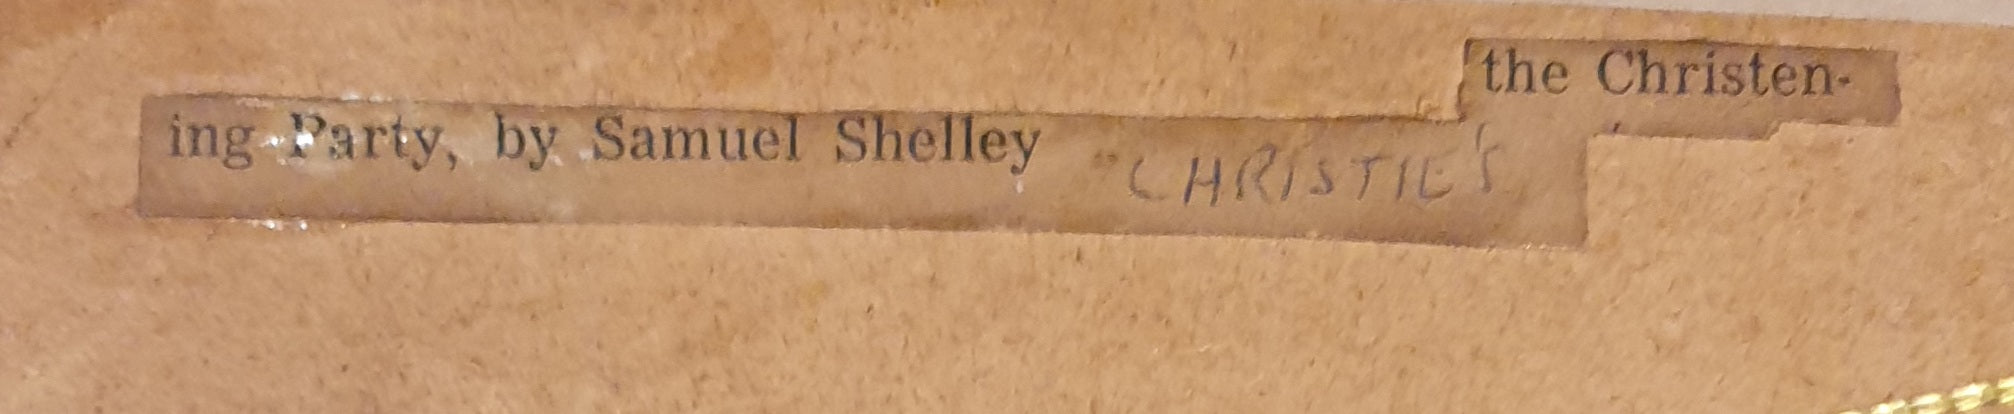 the Christen-
ing Party, by Samuel Shelley CHRISTIE'S